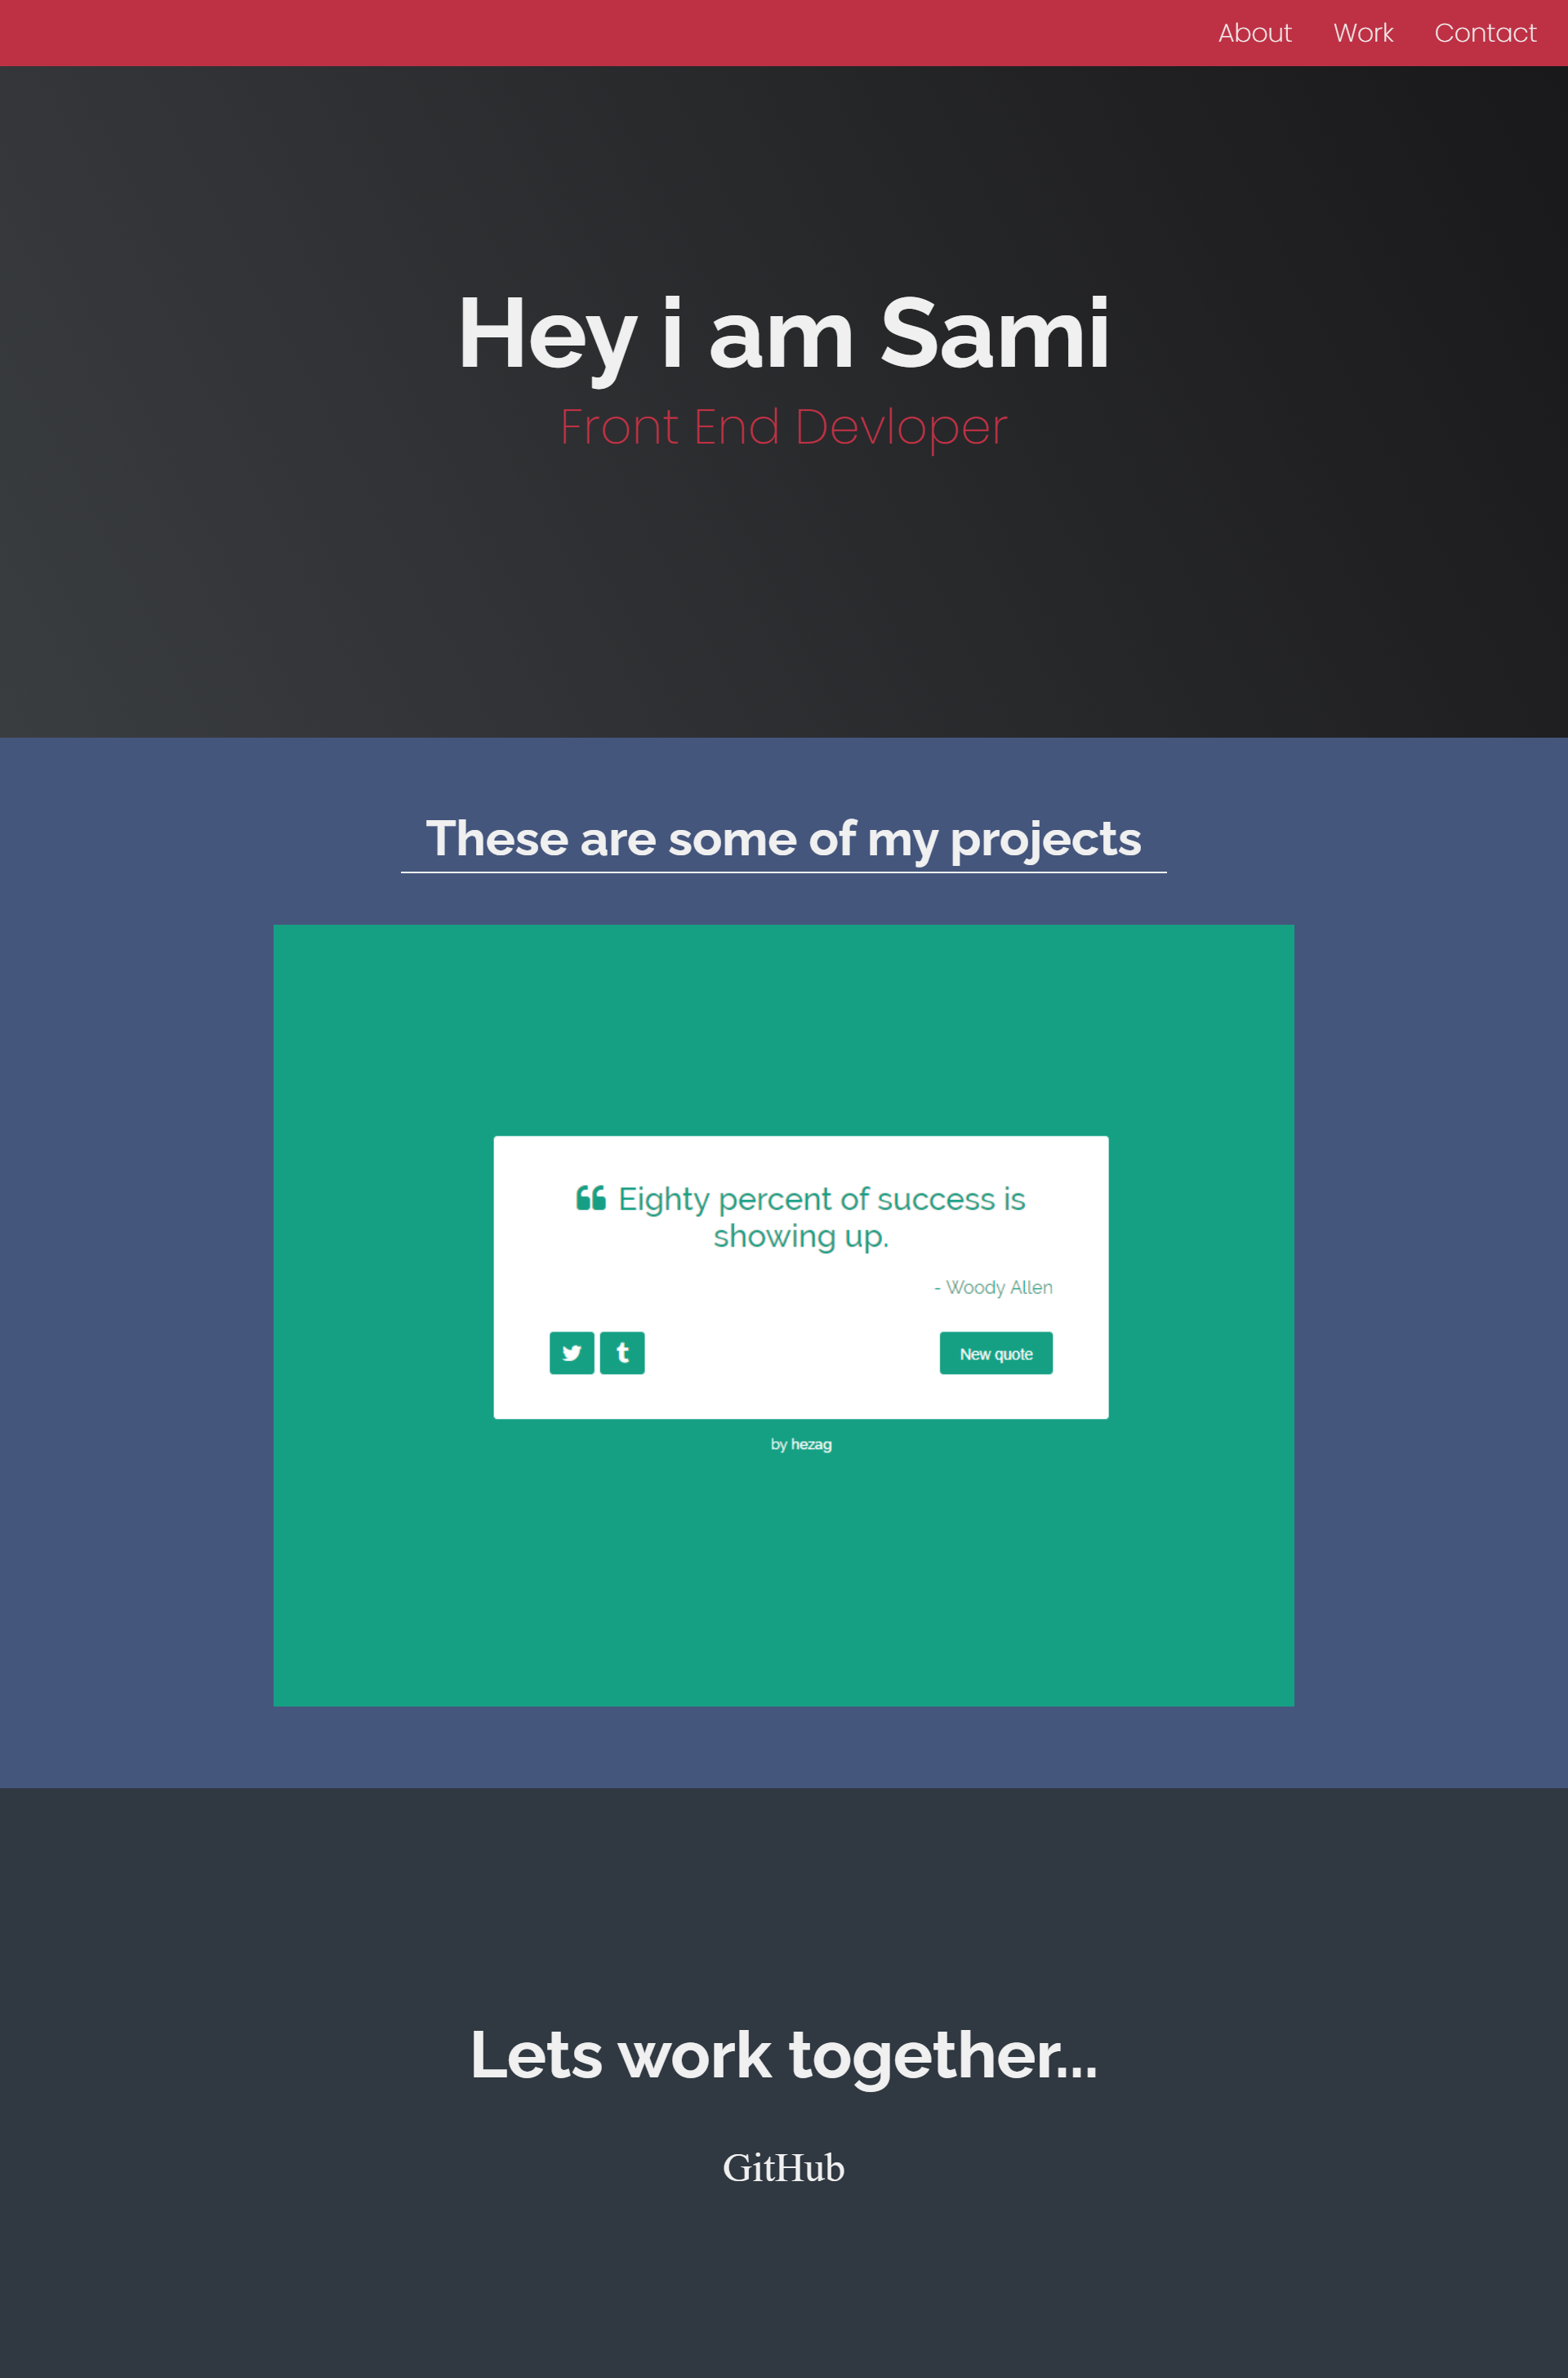 About Work Contact
Hey i am Sami
Front End Devloper
These are some of my projects
“ Eighty percent of success is
showing up.
- Woody Allen
New quote
by hezag
Lets work together...
GitHub